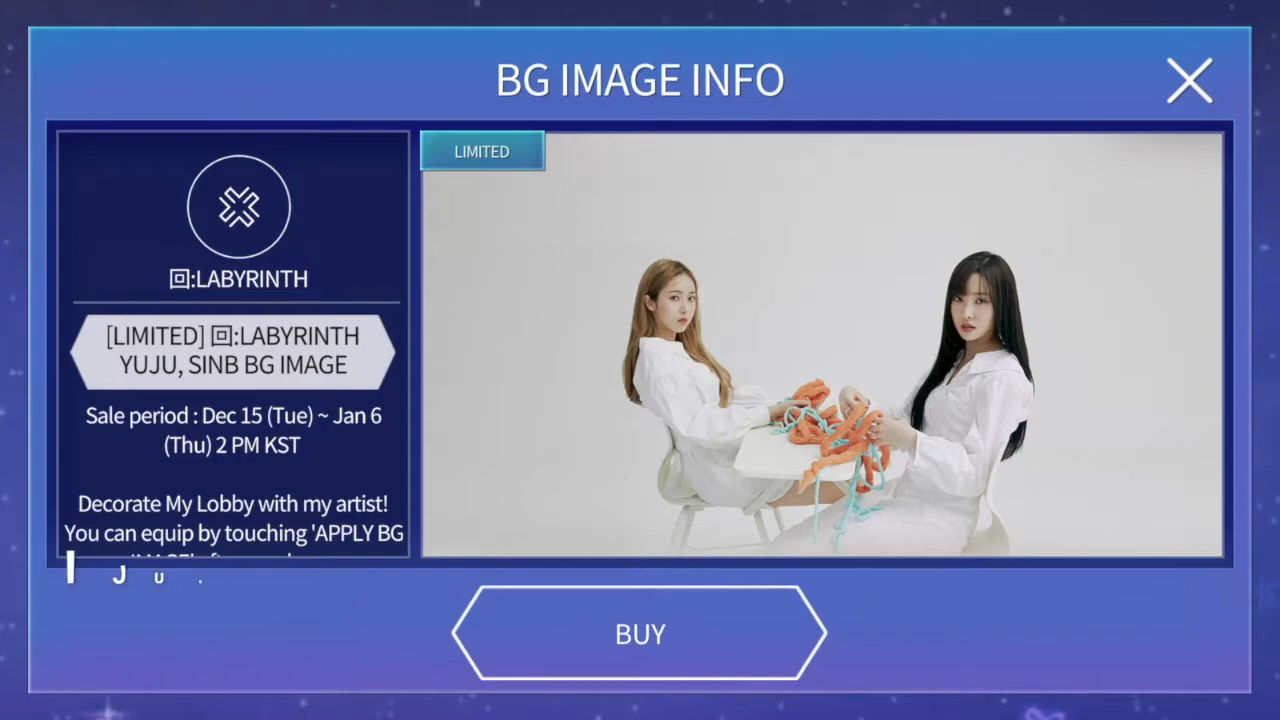 BG IMAGE INFO
LIMITED
回:LABYRINTH
[LIMITED] 回:LABYRINTH
YUJU, SINB BG IMAGE
Sale period : Dec 15 (Tue) ~ Jan 6
(Thu) 2 PM KST
Decorate My Lobby with my artist!
You can equip by touching 'APPLY BG
BUY